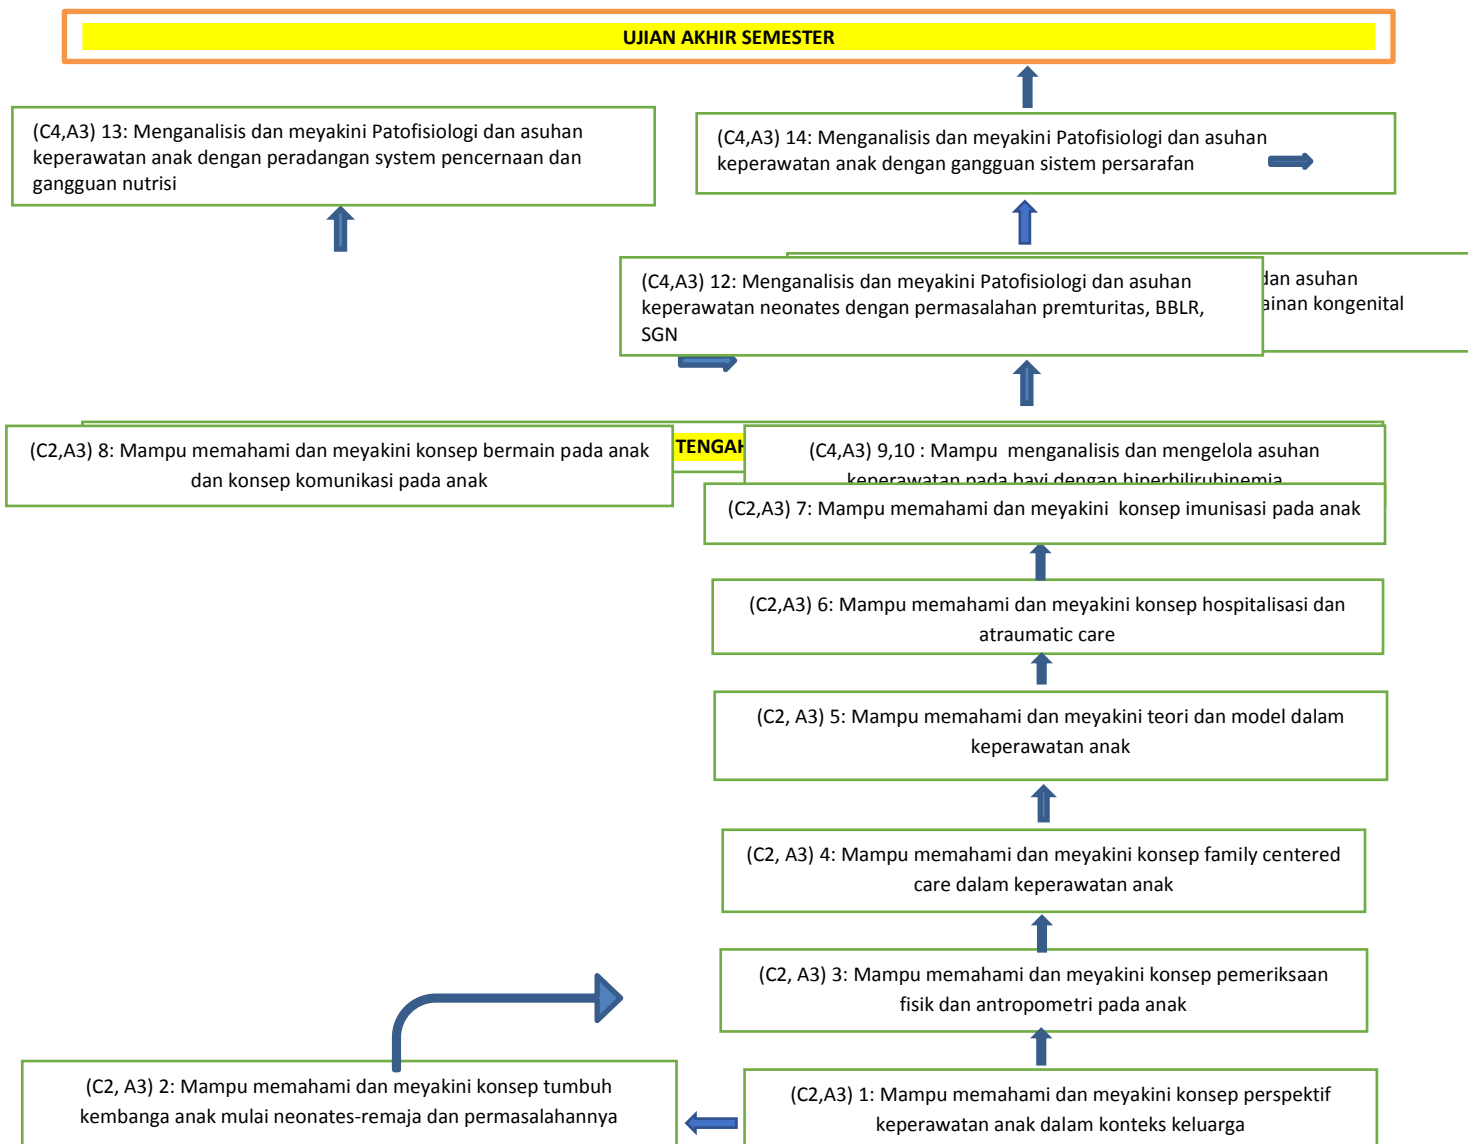 UJIAN AKHIR SEMESTER
(C4,A3) 13: Menganalisis dan meyakini Patofisiologi dan asuhan
keperawatan anak dengan peradangan system pencernaan dan
gangguan nutrisi
(C4,A3) 14: Menganalisis dan meyakini Patofisiologi dan asuhan
keperawatan anak dengan gangguan sistem persarafan
(C4,A3) 12: Menganalisis dan meyakini Patofisiologi dan asuhan
keperawatan neonates dengan permasalahan premturitas, BBLR,
SGN
dan asuhan
kongenital
(C2,A3) 8: Mampu memahami dan meyakini konsep bermain pada anak
dan konsep komunikasi pada anak
TENGAH
(C4,A3) 9,10 : Mampu  menganalisis dan mengelola asuhan
keperawatan pada bayi dengan hiperbilirubinemia
(C2,A3) 7: Mampu memahami dan meyakini  konsep imunisasi pada anak
(C2,A3) 6: Mampu memahami dan meyakini konsep hospitalisasi dan
atraumatic care
(C2, A3) 5: Mampu memahami dan meyakini teori dan model dalam
keperawatan anak
(C2, A3) 4: Mampu memahami dan meyakini konsep family centered
care dalam keperawatan anak
(C2, A3) 3: Mampu memahami dan meyakini konsep pemeriksaan
fisik dan antropometri pada anak
(C2, A3) 2: Mampu memahami dan meyakini konsep tumbuh
kembanga anak mulai neonates-remaja dan permasalahannya
(C2,A3) 1: Mampu memahami dan meyakini konsep perspektif
keperawatan anak dalam konteks keluarga